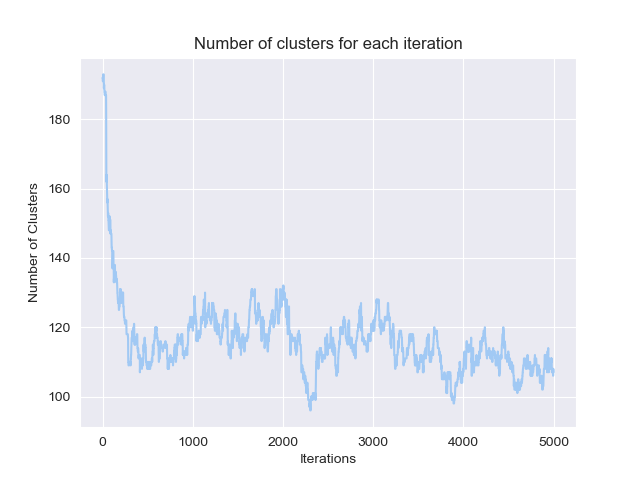 Number of clusters for each iteration
180
160
140
120
100
Number of Clusters
0 1000 2000 3000 4000 5000
Iterations